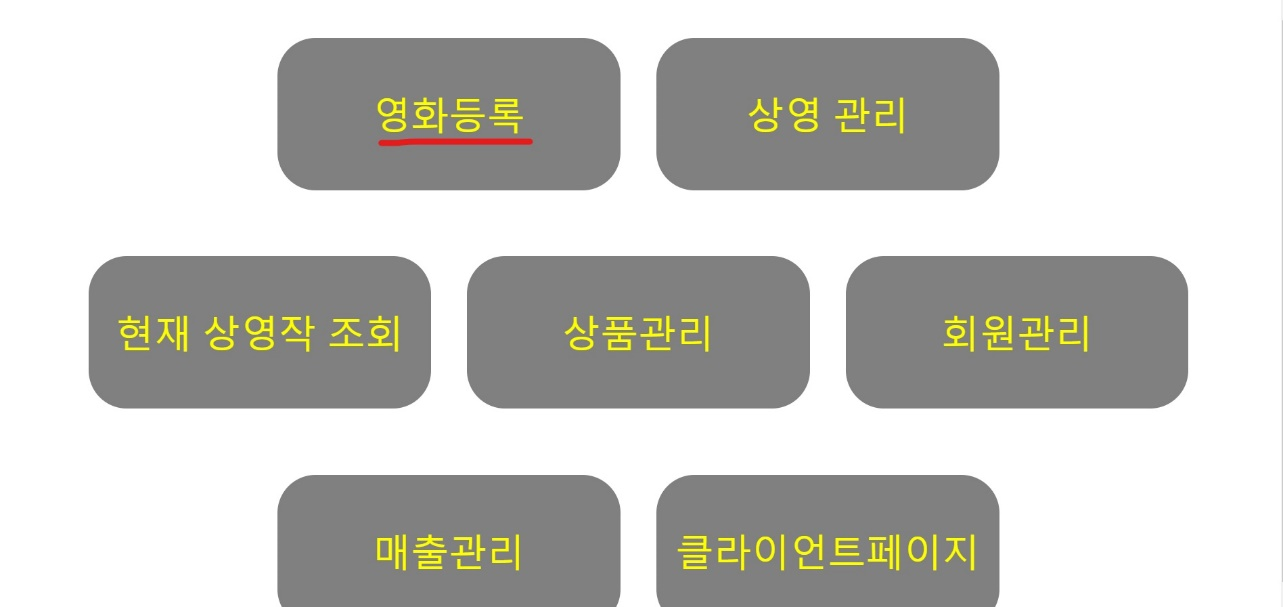 영화등록
상영 관리
현재 상영작 조회
상품관리
회원관리
매출관리
클라이언트페이지